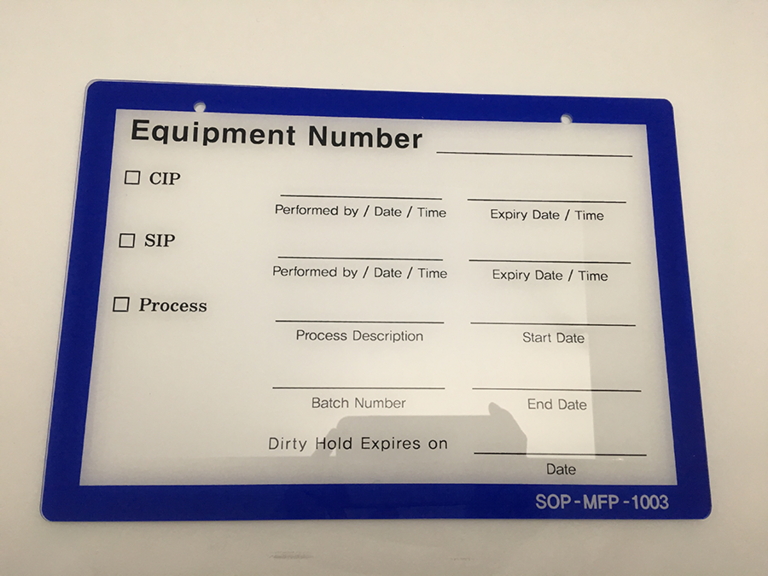 Equipment Number
CIP
Performed by / Date / Time Expiry Date / Time
SIP
Performed by / Date / Time Expiry Date / Time
Process
Process Description Start Date
Batch Number End Date
Dirty Hold Expires on
Date
SOP-MFP-1003